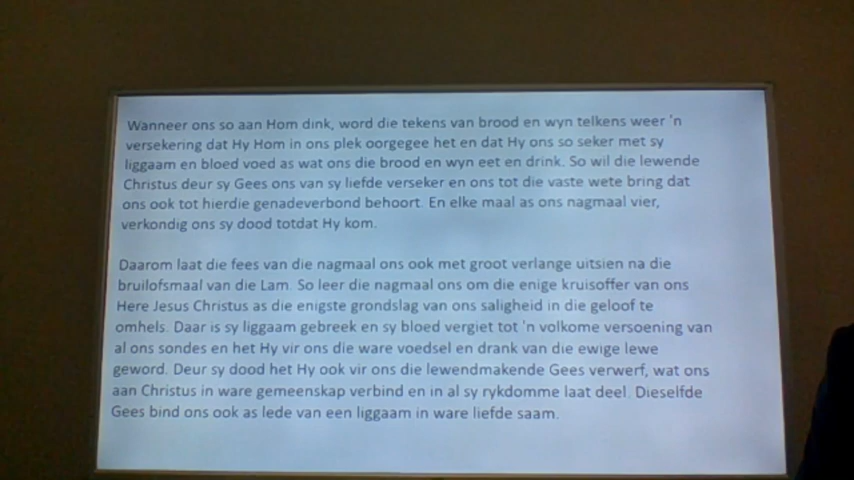 Wanneer ons so aan Hom dink, word die tekens van brood en wyn telkens weer 'n
versekering dat Hy Hom in ons plek oorgegee het en dat Hy ons so seker met sy
liggaam en bloed voed as wat ons die brood en wyn eet en drink. So wil die lewende
Christus deur sy Gees ons van sy liefde verseker en ons tot die vaste wete bring dat
ons ook tot hierdie genadeverbond behoort. En elke maal as ons nagmaal vier,
verkondig ons sy dood totdat Hy kom.
Daarom laat die fees van die nagmaal ons ook met groot verlange uitsien na die
bruilofsmaal van die Lam. So leer die nagmaal ons om die enige kruisoffer van ons
Here Jesus Christus as die enigste grondslag van ons saligheid in die geloof te
omhels. Daar is sy liggaam gebreek en sy bloed vergiet tot 'n volkome versoening van
al ons sondes en het Hy vir ons die ware voedsel en drank van die ewige lewe
geword. Deur sy dood het Hy ook vir ons die lewendmakende Gees verwerf, wat ons
aan Christus in ware gemeenskap verbind en in al sy rykdomme laat deel. Dieselfde
Gees bind ons ook as lede van een liggaam in ware liefde saam.